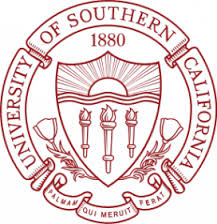 UNIVERSITY OF SOUTHERN CALIFORNIA
1880
PALMAM
QUI MERUIT
FERAT